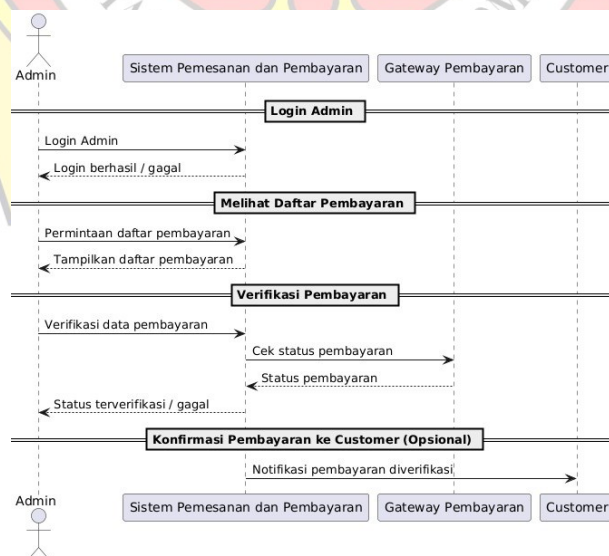 Admin
Sistem Pemesanan dan Pembayaran
Gateway Pembayaran
Customer
Login Admin
Login Admin
Login berhasil / gagal
Melihat Daftar Pembayaran
Permintaan daftar pembayaran
Tampilkan daftar pembayaran
Verifikasi Pembayaran
Verifikasi data pembayaran
Cek status pembayaran
Status pembayaran
Status terverifikasi / gagal
Konfirmasi Pembayaran ke Customer (Opsional)
Notifikasi pembayaran diverifikasi
Admin
Sistem Pemesanan dan Pembayaran
Gateway Pembayaran
Customer